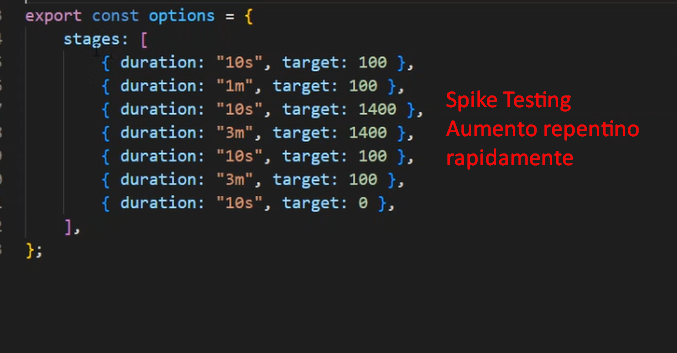 export const options = {
stages: [
{ duration: "10s", target: 100 },
{ duration: "1m", target: 100 },
{ duration: "10s", target: 1400 },
{ duration: "3m", target: 1400 },
{ duration: "10s", target: 100 },
{ duration: "3m", target: 100 },
{ duration: "10s", target: 0 },
],
};
Spike Testing
Aumento repentino
rapidamente